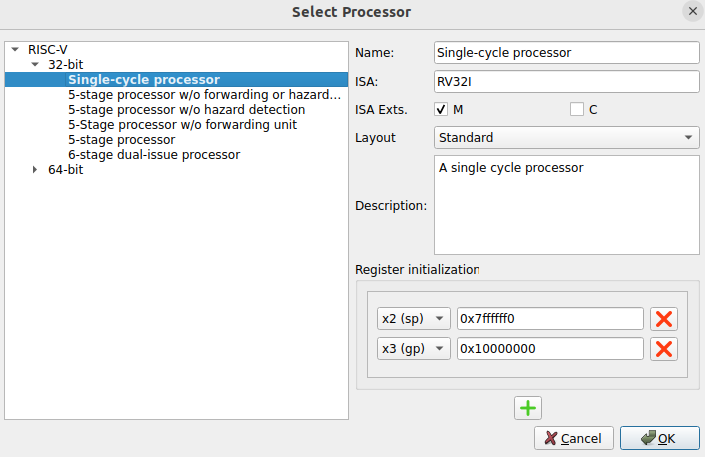 Select Processor
RISC-V
32-bit
Single-cycle processor
5-stage processor w/o forwarding or hazard...
5-stage processor w/o hazard detection
5-Stage processor w/o forwarding unit
5-stage processor
6-stage dual-issue processor
64-bit
Name: Single-cycle processor
ISA: RV32I
ISA Exts. M C
Layout Standard
Description: A single cycle processor
Register initialization
x2 (sp) 0x7ffffff0
x3 (gp) 0x10000000
Cancel OK